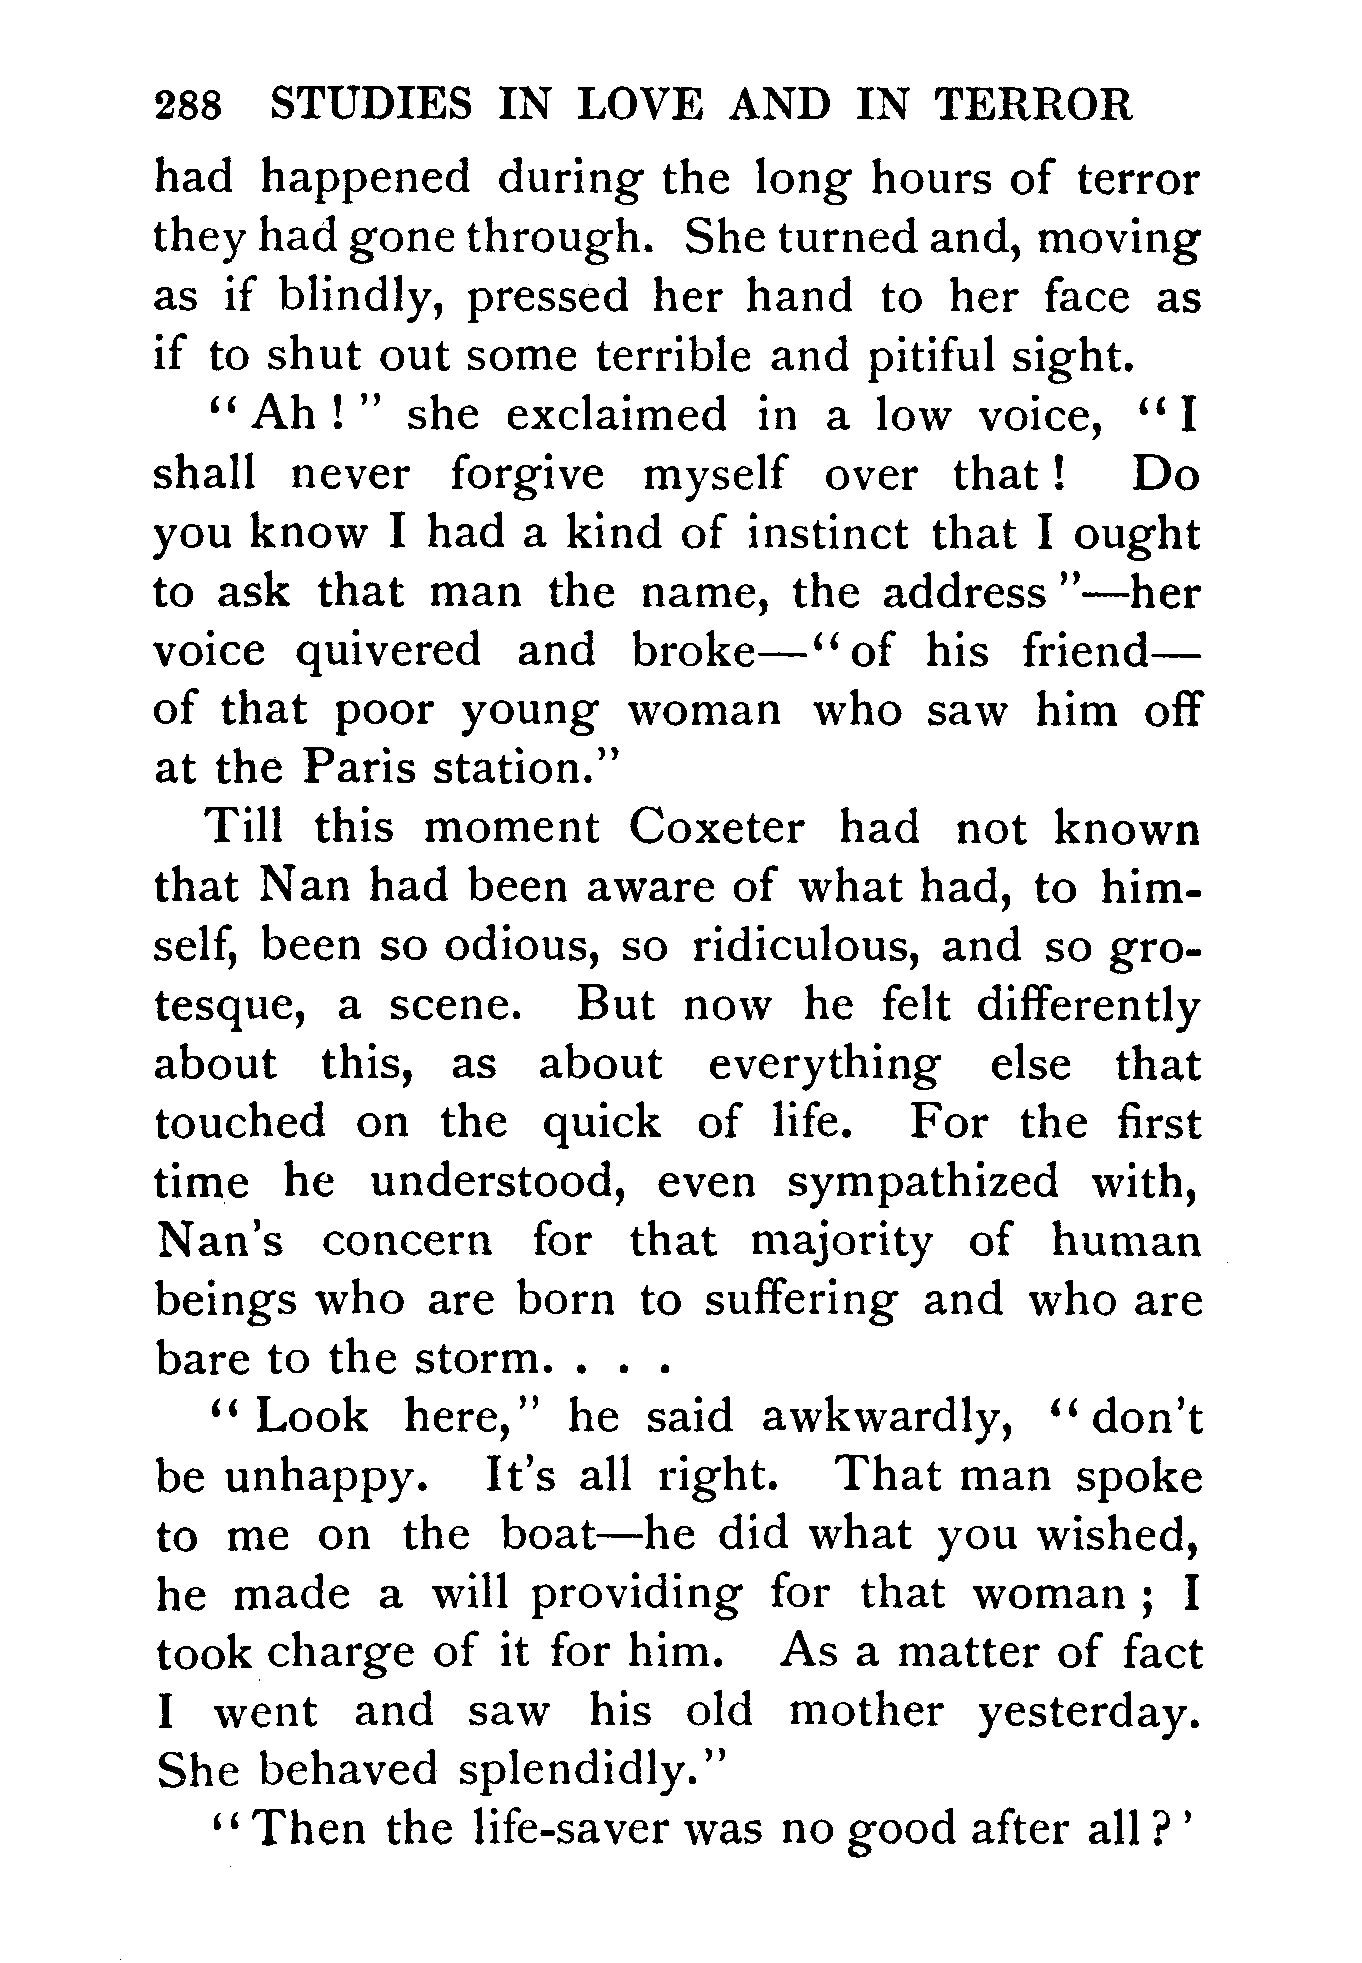 288 STUDIES IN LOVE AND IN TERROR
had happened during the long hours of terror
they had gone through. She turned and, moving
as if blindly, pressed her hand to her face as
if to shut out some terrible and pitiful sight.
“ Ah ! ” she exclaimed in a low voice, “ I
shall never forgive myself over that ! Do
you know I had a kind of instinct that I ought
to ask that man the name, the address ”—her
voice quivered and broke—“ of his friend—
of that poor young woman who saw him off
at the Paris station.”
Till this moment Coxeter had not known
that Nan had been aware of what had, to him-
self, been so odious, so ridiculous, and so gro-
tesque, a scene. But now he felt differently
about this, as about everything else that
touched on the quick of life. For the first
time he understood, even sympathized with,
Nan's concern for that majority of human
beings who are born to suffering and who are
bare to the storm. . . .
“ Look here,” he said awkwardly, “ don't
be unhappy. It's all right. That man spoke
to me on the boat—he did what you wished,
he made a will providing for that woman ; I
took charge of it for him. As a matter of fact
I went and saw his old mother yesterday.
She behaved splendidly.”
“ Then the life-saver was no good after all ? ’